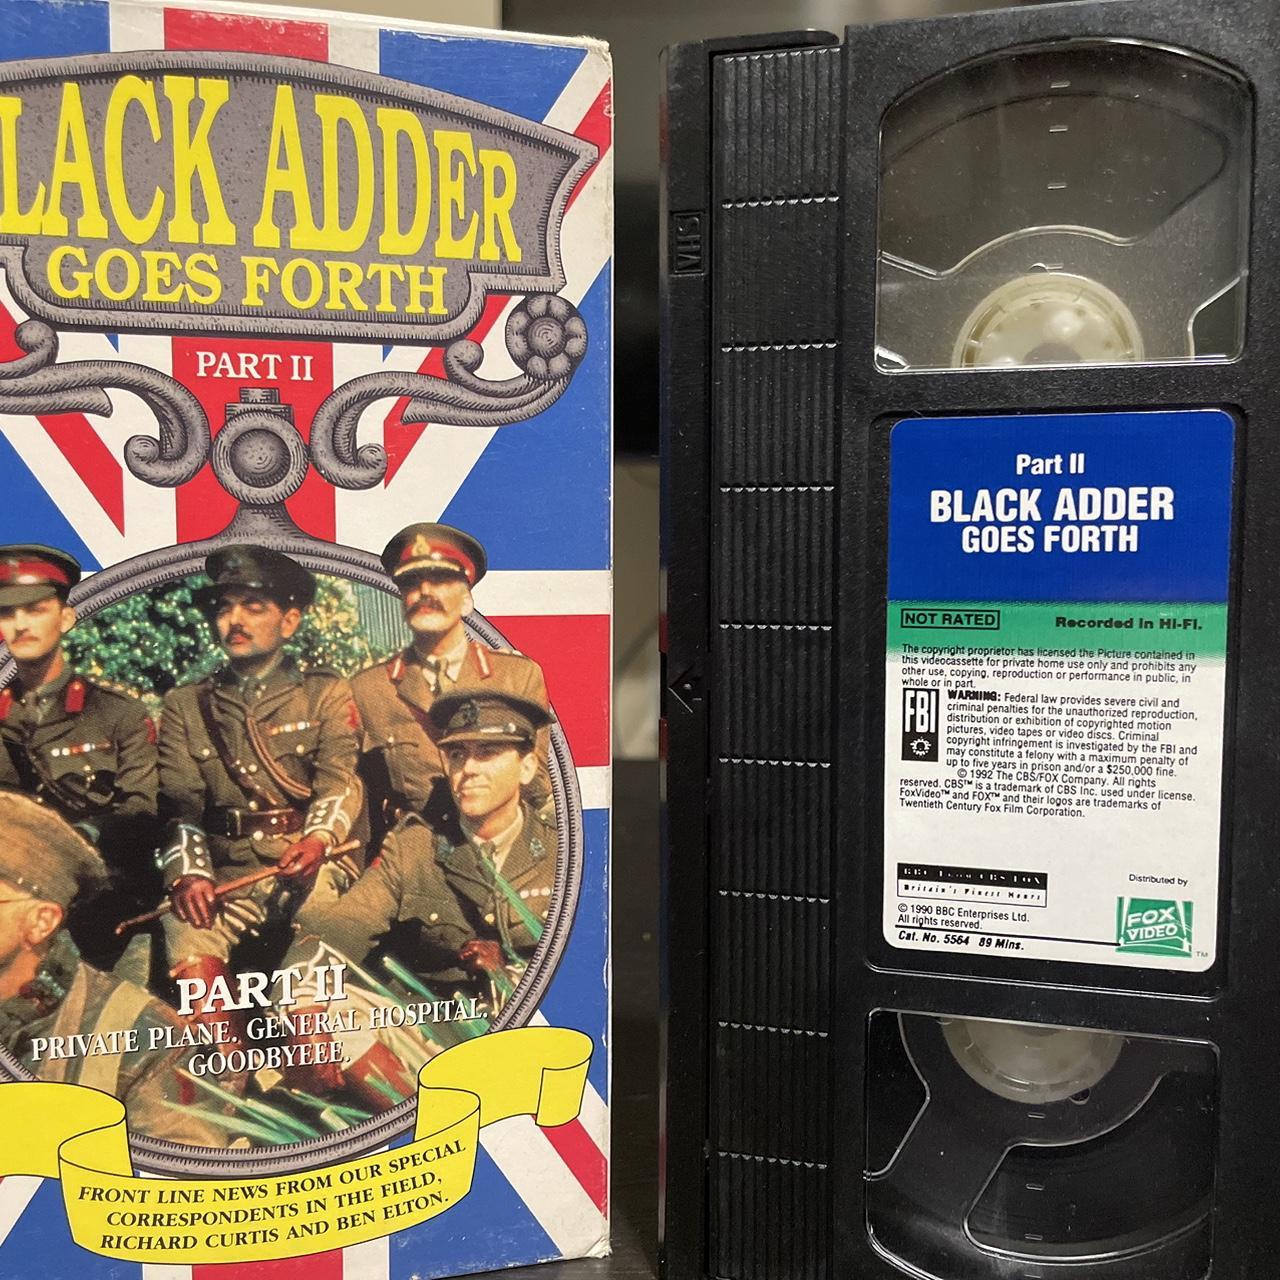 LACK ADDER
GOES FORTH
PART II
PART II
PRIVATE PLANE. GENERAL HOSPITAL.
GOODBYEEE.
FRONT LINE NEWS FROM OUR SPECIAL
CORRESPONDENTS IN THE FIELD,
RICHARD CURTIS AND BEN ELTON.
VHS
Part II
BLACK ADDER
GOES FORTH
NOT RATED
Recorded in HI-FI.
The copyright proprietor has licensed the Picture contained in
this videocassette for private home use only and prohibits any
other use, copying, reproduction or performance in public, in
whole or in part.
FBI
WARNING: Federal law provides severe civil and
criminal penalties for the unauthorized reproduction,
distribution or exhibition of copyrighted motion
pictures, video tapes or video discs. Criminal
copyright infringement is investigated by the FBI and
may constitute a felony with a maximum penalty of
up to five years in prison and/or a $250,000 fine.
© 1992 The CBS/FOX Company. All rights
reserved. CBS™ is a trademark of CBS Inc. used under license.
FoxVideo™ and FOX™ and their logos are trademarks of
Twentieth Century Fox Film Corporation.
Britain's Finest Hours
Distributed by
© 1990 BBC Enterprises Ltd.
All rights reserved.
FOX
VIDEO
TM
Cat. No. 5564 89 Mins.